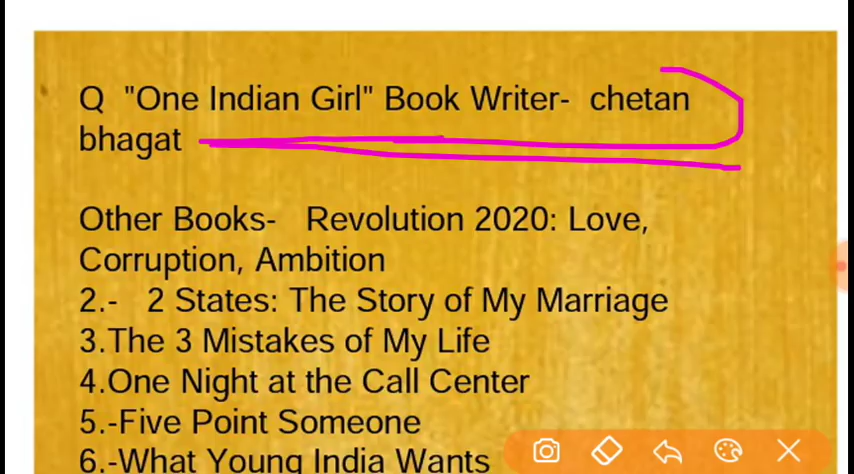 Q "One Indian Girl" Book Writer- chetan
bhagat
Other Books- Revolution 2020: Love,
Corruption, Ambition
2.- 2 States: The Story of My Marriage
3.The 3 Mistakes of My Life
4.One Night at the Call Center
5.-Five Point Someone
6.-What Young India Wants